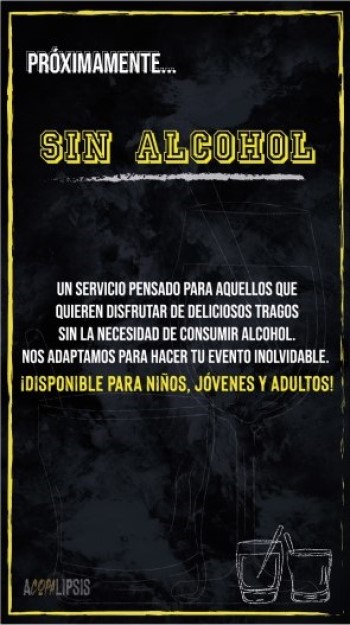 PRÓXIMAMENTE...
SIN ALCOHOL
UN SERVICIO PENSADO PARA AQUELLOS QUE
QUIEREN DISFRUTAR DE DELICIOSOS TRAGOS
SIN LA NECESIDAD DE CONSUMIR ALCOHOL.
NOS ADAPTAMOS PARA HACER TU EVENTO INOLVIDABLE.
¡DISPONIBLE PARA NIÑOS, JÓVENES Y ADULTOS!
ACOPALIPSIS